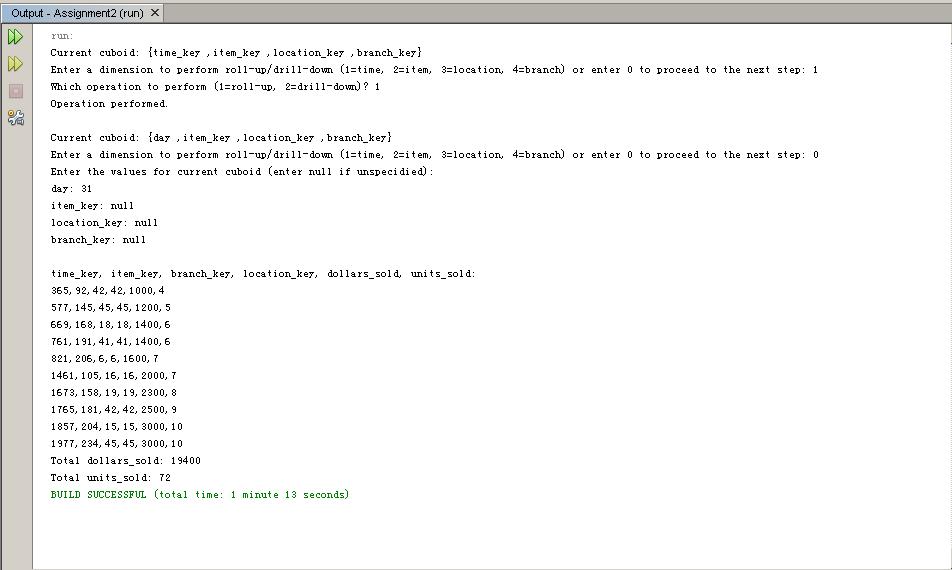 Output - Assignment2 (run)
run:
Current cuboid: {time_key ,item_key ,location_key ,branch_key}
Enter a dimension to perform roll-up/drill-down (1=time, 2=item, 3=location, 4=branch) or enter 0 to proceed to the next step: 1
Which operation to perform (1=roll-up, 2=drill-down)? 1
Operation performed.
Current cuboid: {day ,item_key ,location_key ,branch_key}
Enter a dimension to perform roll-up/drill-down (1=time, 2=item, 3=location, 4=branch) or enter 0 to proceed to the next step: 0
Enter the values for current cuboid (enter null if unspecidied):
day: 31
item_key: null
location_key: null
branch_key: null
time_key, item_key, branch_key, location_key, dollars_sold, units_sold:
365,92,42,42,1000,4
577,145,45,45,1200,5
669,168,18,18,1400,6
761,191,41,41,1400,6
821,206,6,6,1600,7
1461,105,16,16,2000,7
1673,158,19,19,2300,8
1765,181,42,42,2500,9
1857,204,15,15,3000,10
1977,234,45,45,3000,10
Total dollars_sold: 19400
Total units_sold: 72
BUILD SUCCESSFUL (total time: 1 minute 13 seconds)